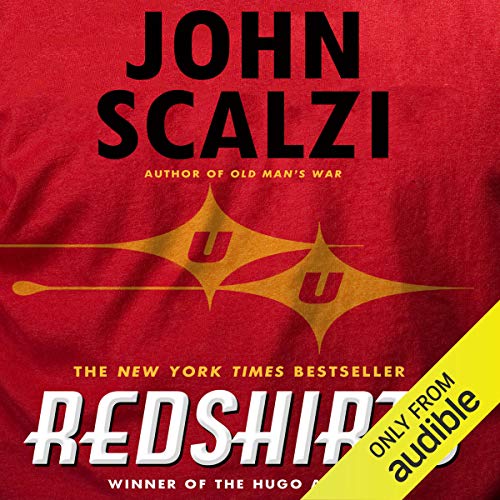 JOHN
SCALZI
AUTHOR OF OLD MAN'S WAR
U
U
THE NEW YORK TIMES BESTSELLER
REDSHIRTS
WINNER OF THE HUGO A
ONLY FROM
audible